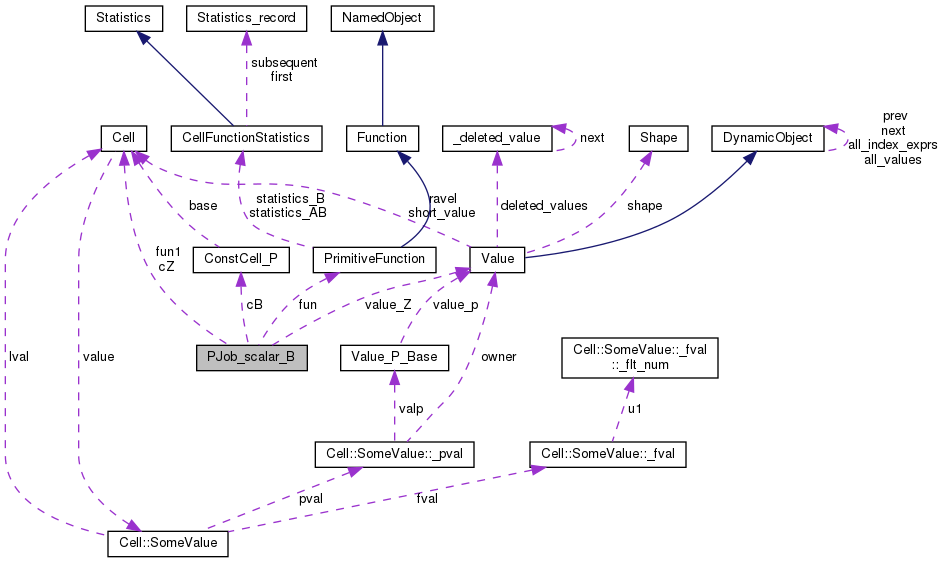 Statistics
Statistics_record
NamedObject
subsequent
first
prev
next
all_index_exprs
all_values
Cell
CellFunctionStatistics
Function
_deleted_value
next
Shape
DynamicObject
base
statistics_B
statistics_AB
ravel
short_value
deleted_values
shape
fun1
cZ
ConstCell_P
PrimitiveFunction
Value
cB
fun
value_Z
value_p
lval
value
PJob_scalar_B
Value_P_Base
owner
Cell::SomeValue::_fval
::_flt_num
valp
u1
Cell::SomeValue::_pval
Cell::SomeValue::_fval
pval
fval
Cell::SomeValue